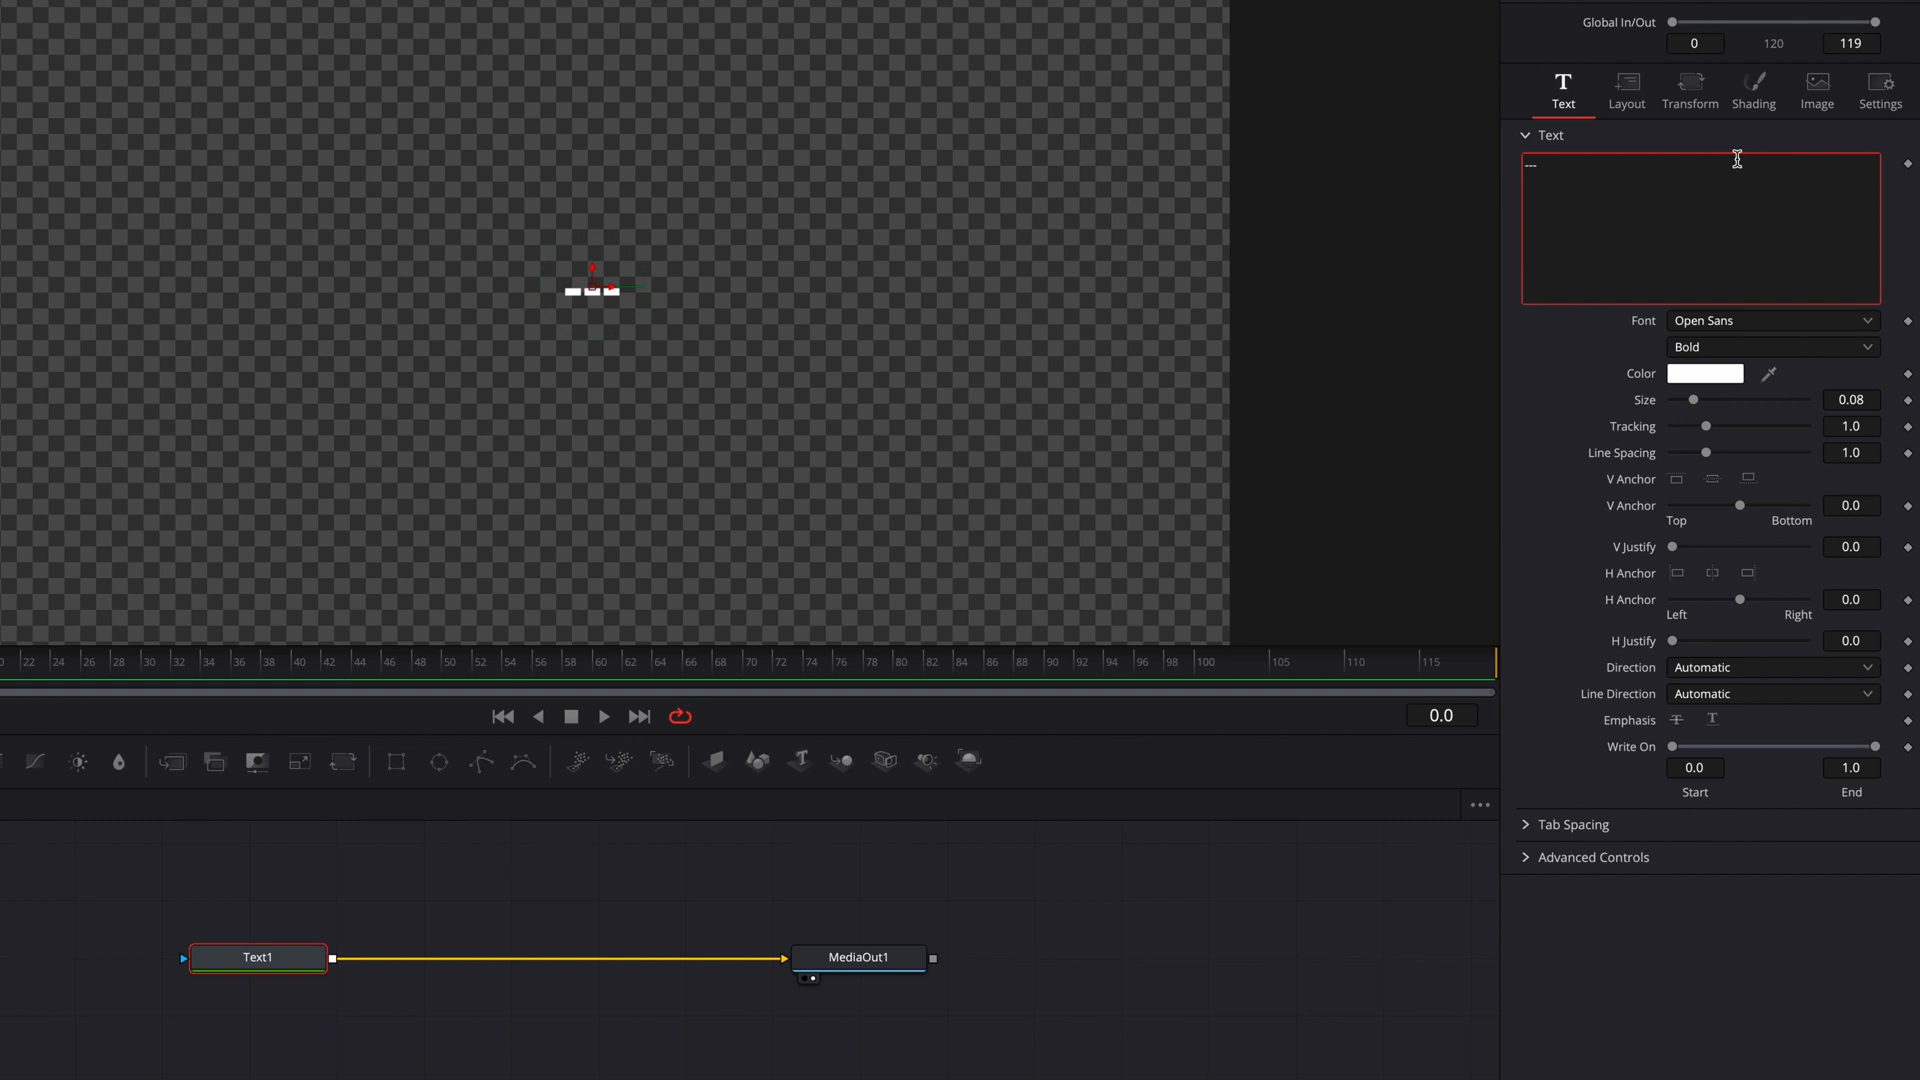 Global In/Out
0 120 119
Text Layout Transform Shading Image Settings
Text
---
Font Open Sans
Bold
Color
Size 0.08
Tracking 1.0
Line Spacing 1.0
V Anchor
V Anchor 0.0
Top Bottom
V Justify 0.0
H Anchor
H Anchor 0.0
Left Right
H Justify 0.0
Direction Automatic
Line Direction Automatic
Emphasis
Write On
0.0 1.0
Start End
Tab Spacing
Advanced Controls
---
0 22 24 26 28 30 32 34 36 38 40 42 44 46 48 50 52 54 56 58 60 62 64 66 68 70 72 74 76 78 80 82 84 86 88 90 92 94 96 98 100 105 110 115
0.0
Text1 MediaOut1